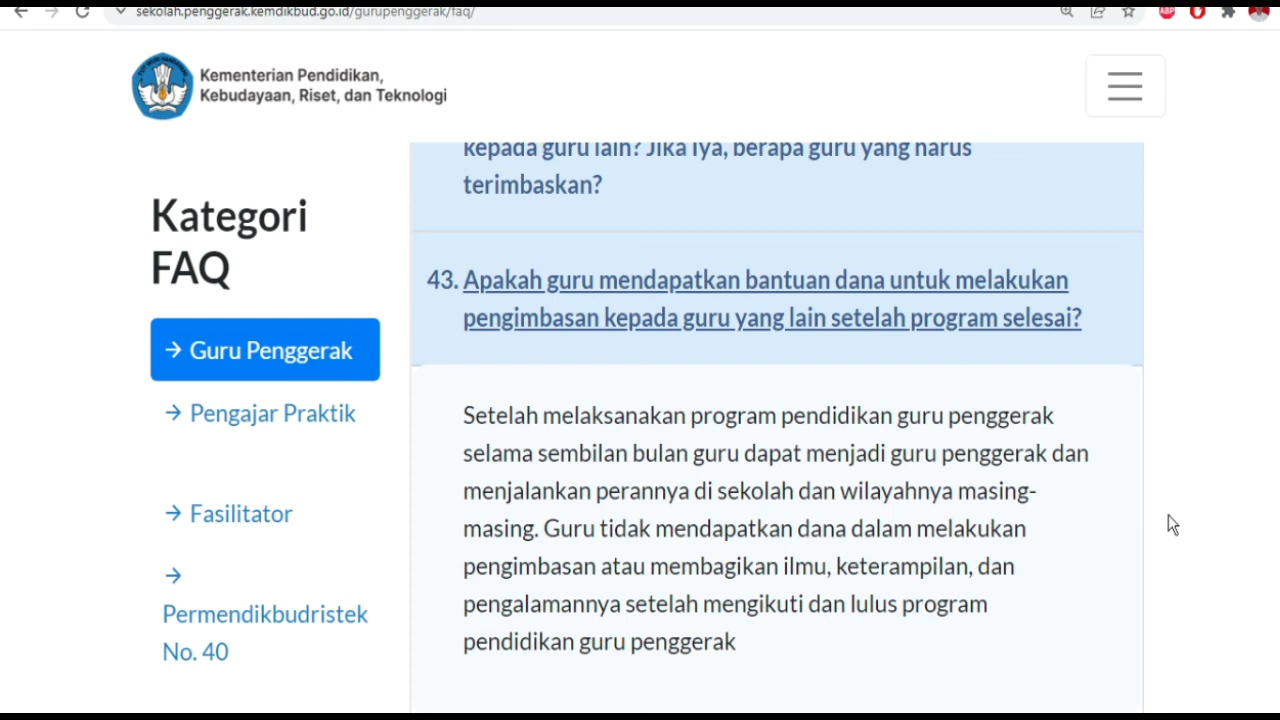 sekolah.penggerak.kemdikbud.go.id/gurupenggerak/faq/
ABP
Kementerian Pendidikan,
Kebudayaan, Riset, dan Teknologi
Kategori
FAQ
→ Guru Penggerak
→ Pengajar Praktik
→ Fasilitator
→
Permendikbudristek
No. 40
kepada guru lain? Jika Iya, berapa guru yang harus
terimbaskan?
43. Apakah guru mendapatkan bantuan dana untuk melakukan
pengimbasan kepada guru yang lain setelah program selesai?
Setelah melaksanakan program pendidikan guru penggerak
selama sembilan bulan guru dapat menjadi guru penggerak dan
menjalankan perannya di sekolah dan wilayahnya masing-
masing. Guru tidak mendapatkan dana dalam melakukan
pengimbasan atau membagikan ilmu, keterampilan, dan
pengalamannya setelah mengikuti dan lulus program
pendidikan guru penggerak